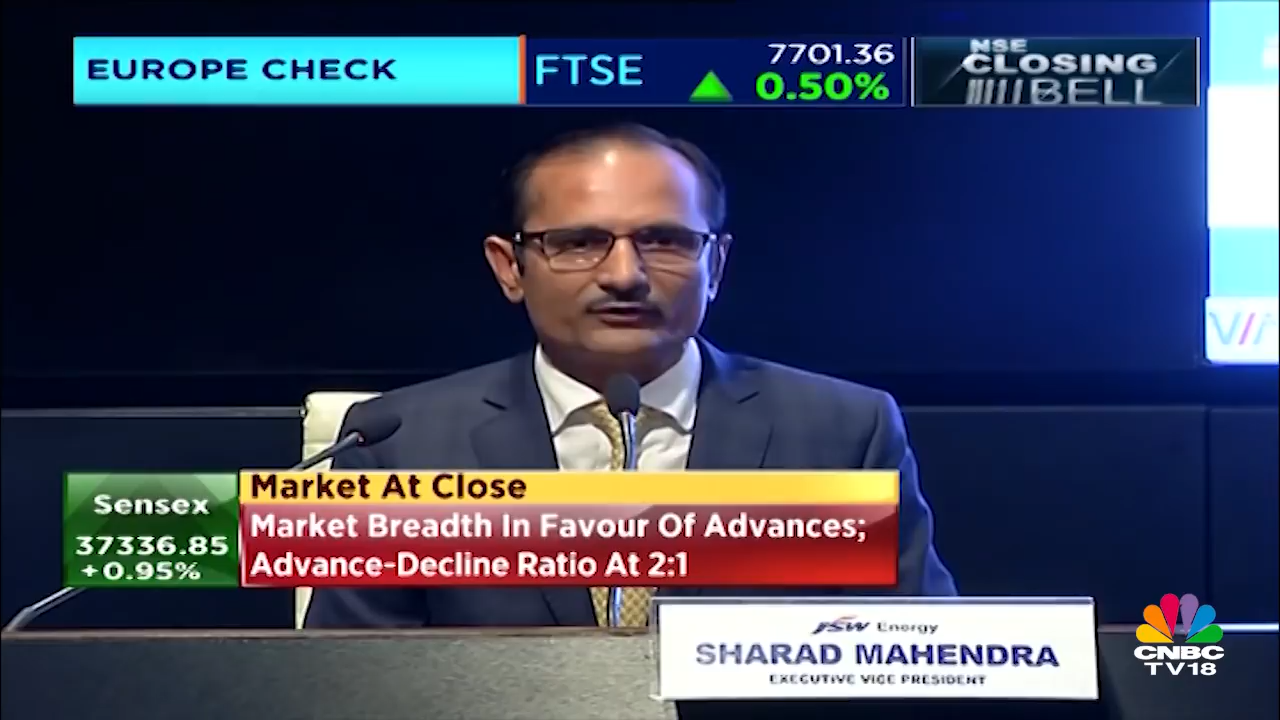 EUROPE CHECK
FTSE
7701.36
0.50%
NSE
CLOSING
BELL
Sensex
37336.85
+0.95%
Market At Close
Market Breadth In Favour Of Advances;
Advance-Decline Ratio At 2:1
JSW Energy
SHARAD MAHENDRA
EXECUTIVE VICE PRESIDENT
CNBC
TV18